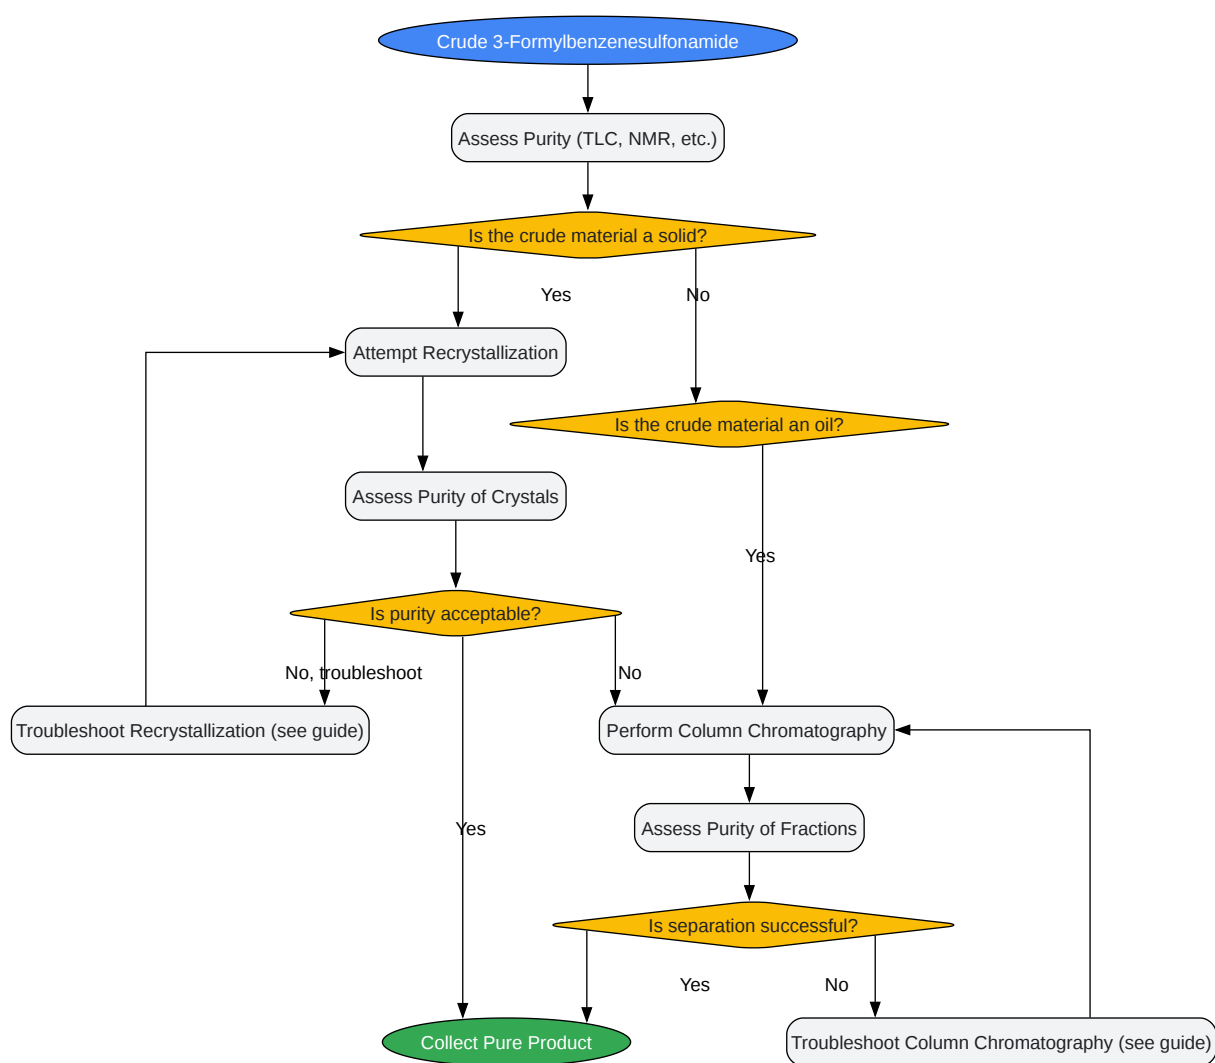 Crude 3-Formylbenzenesulfonamide
Assess Purity (TLC, NMR, etc.)
Is the crude material a solid?
Yes
No
Attempt Recrystallization
Is the crude material an oil?
Assess Purity of Crystals
Yes
Is purity acceptable?
No, troubleshoot
No
Troubleshoot Recrystallization (see guide)
Perform Column Chromatography
Yes
Assess Purity of Fractions
Is separation successful?
Yes
No
Collect Pure Product
Troubleshoot Column Chromatography (see guide)